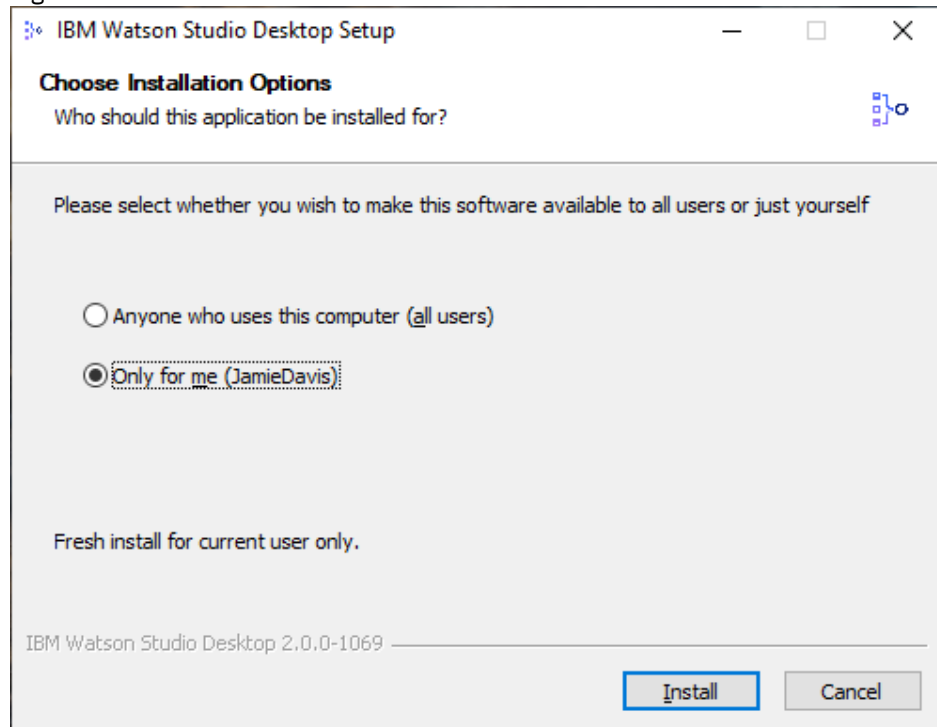 IBM Watson Studio Desktop Setup
Choose Installation Options
Who should this application be installed for?
Please select whether you wish to make this software available to all users or just yourself
Anyone who uses this computer (all users)
Only for me (JamieDavis)
Fresh install for current user only.
IBM Watson Studio Desktop 2.0.0-1069
Install
Cancel